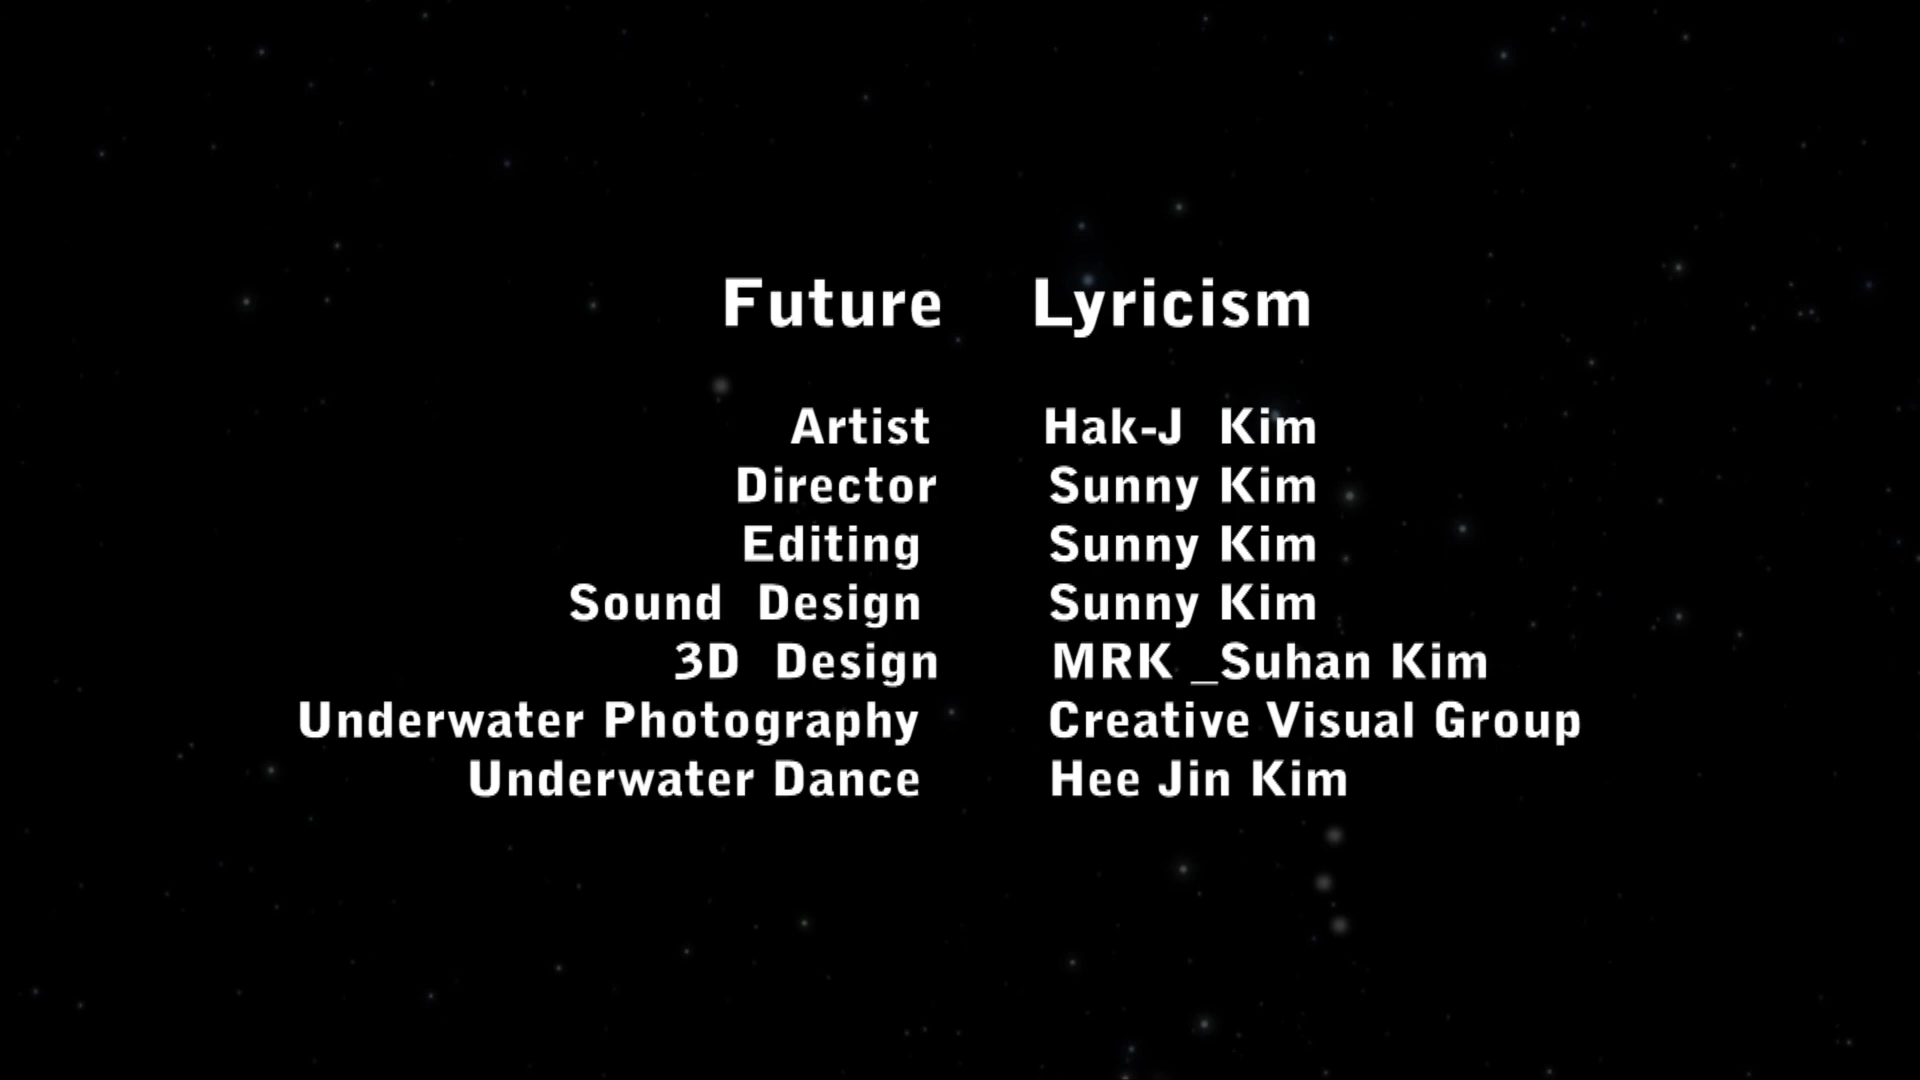 Future Lyricism
Artist Hak-J Kim
Director Sunny Kim
Editing Sunny Kim
Sound Design Sunny Kim
3D Design MRK _Suhan Kim
Underwater Photography Creative Visual Group
Underwater Dance Hee Jin Kim